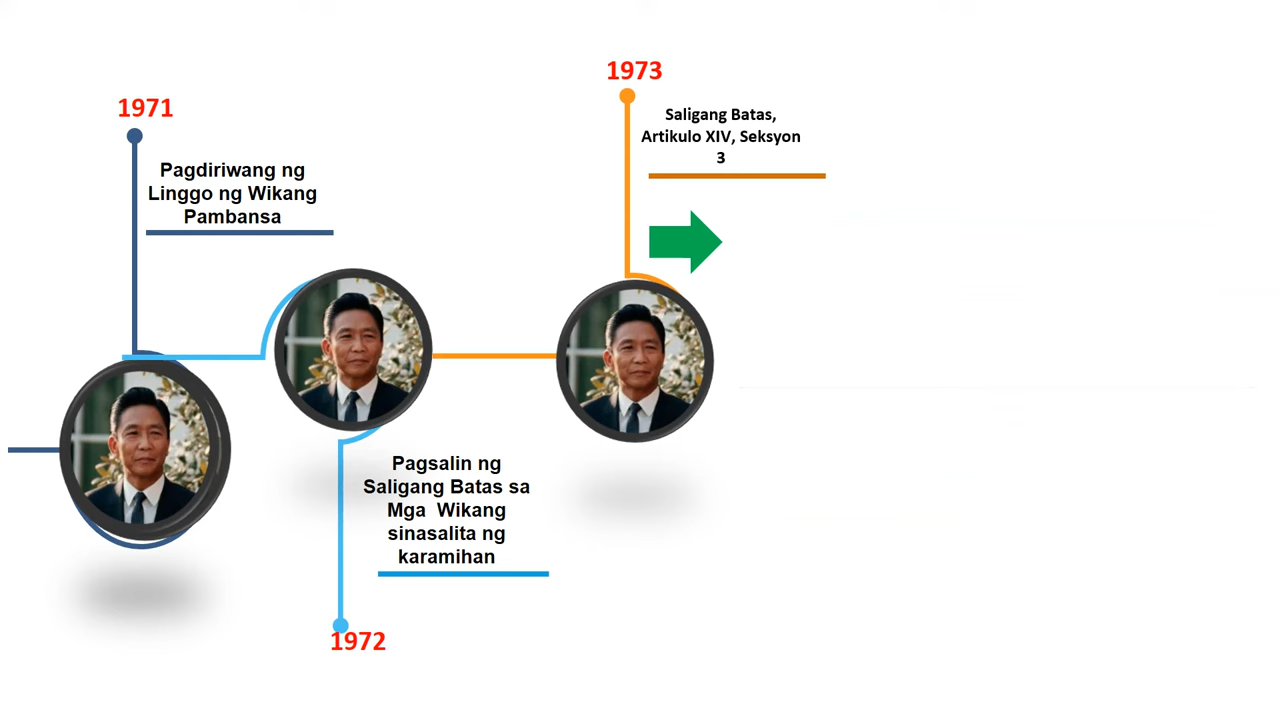 1971
Pagdiriwang ng
Linggo ng Wikang
Pambansa
1973
Saligang Batas,
Artikulo XIV, Seksyon
3
Pagsalin ng
Saligang Batas sa
Mga  Wikang
sinasalita ng
karamihan
1972